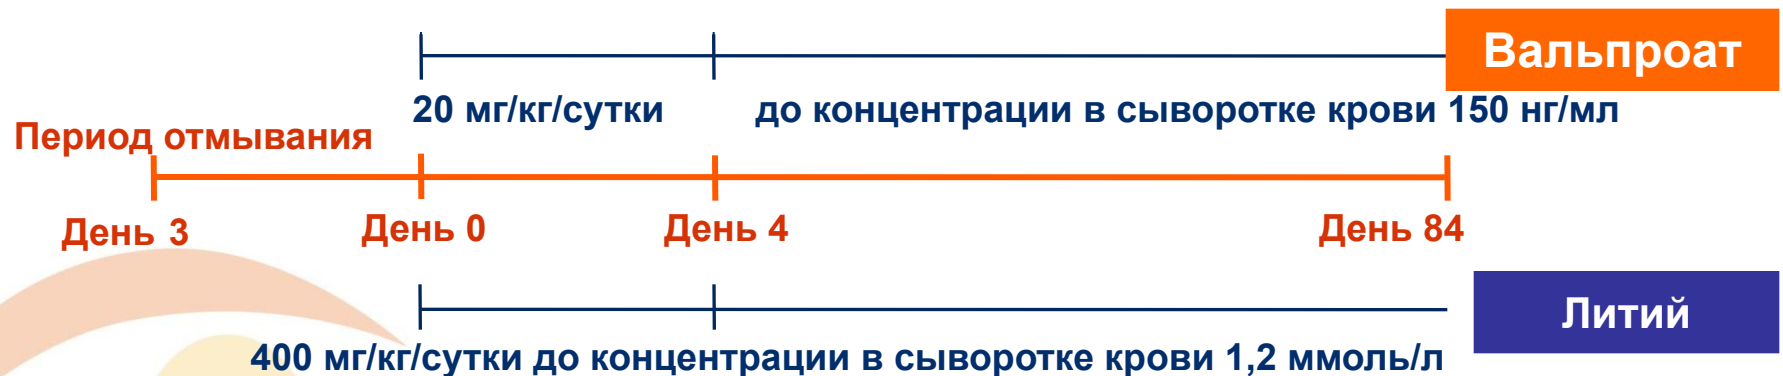 Вальпроат
20 мг/кг/сутки
до концентрации в сыворотке крови 150 нг/мл
Период отмывания
День 3
День 0
День 4
День 84
Литий
400 мг/кг/сутки до концентрации в сыворотке крови 1,2 ммоль/л